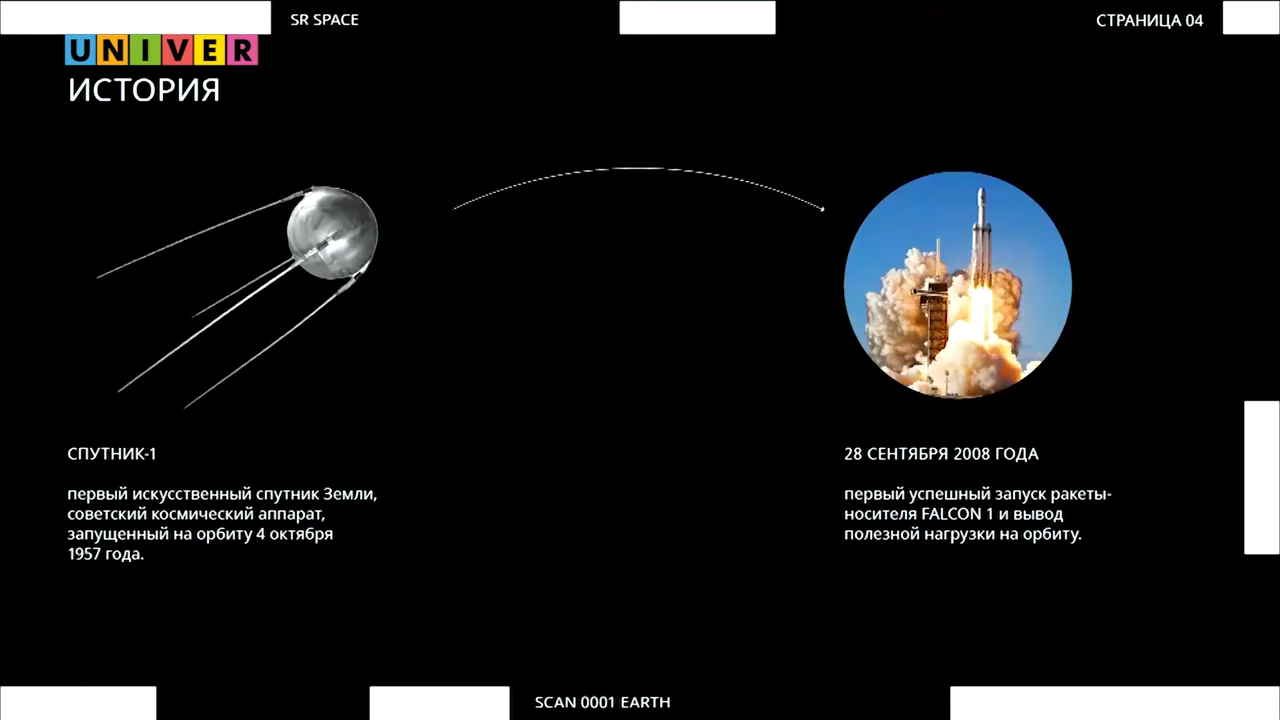 SR SPACE
СТРАНИЦА 04
UNIVER
ИСТОРИЯ
СПУТНИК-1
первый искусственный спутник Земли,
советский космический аппарат,
запущенный на орбиту 4 октября
1957 года.
28 СЕНТЯБРЯ 2008 ГОДА
первый успешный запуск ракеты-
носителя FALCON 1 и вывод
полезной нагрузки на орбиту.
SCAN 0001 EARTH